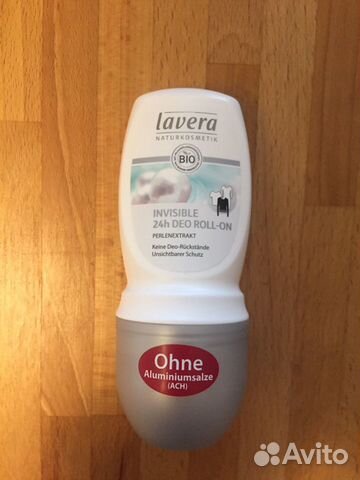 lavera
NATURKOSMETIK
BIO
INVISIBLE
24h DEO ROLL-ON
PERLENEXTRAKT
Keine Deo-Rückstände
Unsichtbarer Schutz
Ohne
Aluminiumsalze
(ACH)
Avito